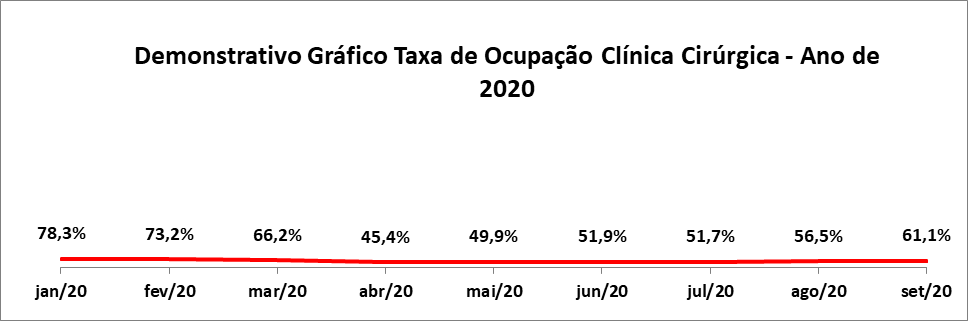 Demonstrativo Gráfico Taxa de Ocupação Clínica Cirúrgica - Ano de
2020
78,3% 73,2% 66,2% 45,4% 49,9% 51,9% 51,7% 56,5% 61,1%
jan/20 fev/20 mar/20 abr/20 mai/20 jun/20 jul/20 ago/20 set/20